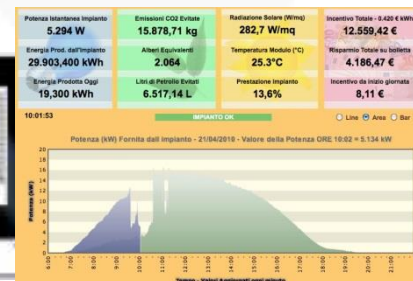 Potenza Istantanea Impianto
5.294 W
Emissioni CO2 Evitate
15.878,71 kg
Radiazione Solare (W/mq)
282,7 W/mq
Incentivo Totale - 0.420 €/kWh
12.559,42 €
Energia Prod. dall'Impianto
29.903,400 kWh
Alberi Equivalenti
2.064
Temperatura Modulo (°C)
25.3°C
Risparmio Totale su bolletta
4.186,47 €
Energia Prodotta Oggi
19,300 kWh
Litri di Petrolio Evitati
6.517,14 L
Prestazione Impianto
13,6%
Incentivo da inizio giornata
8,11 €
10:01:53
IMPIANTO OK
Line Area Bar
Potenza (kW) Fornita dall impianto - 21/04/2016 - Valore della Potenza ORE 10:02 = 5.134 kW
Potenza (kW)
20
18
16
14
12
10
8
6
4
2
0
6:00 7:00 8:00 9:00 10:00 11:00 12:00 13:00 14:00 15:00 16:00 17:00 18:00 19:00 20:00 21:00
Tempo - Valori Aggiornati ogni minuto